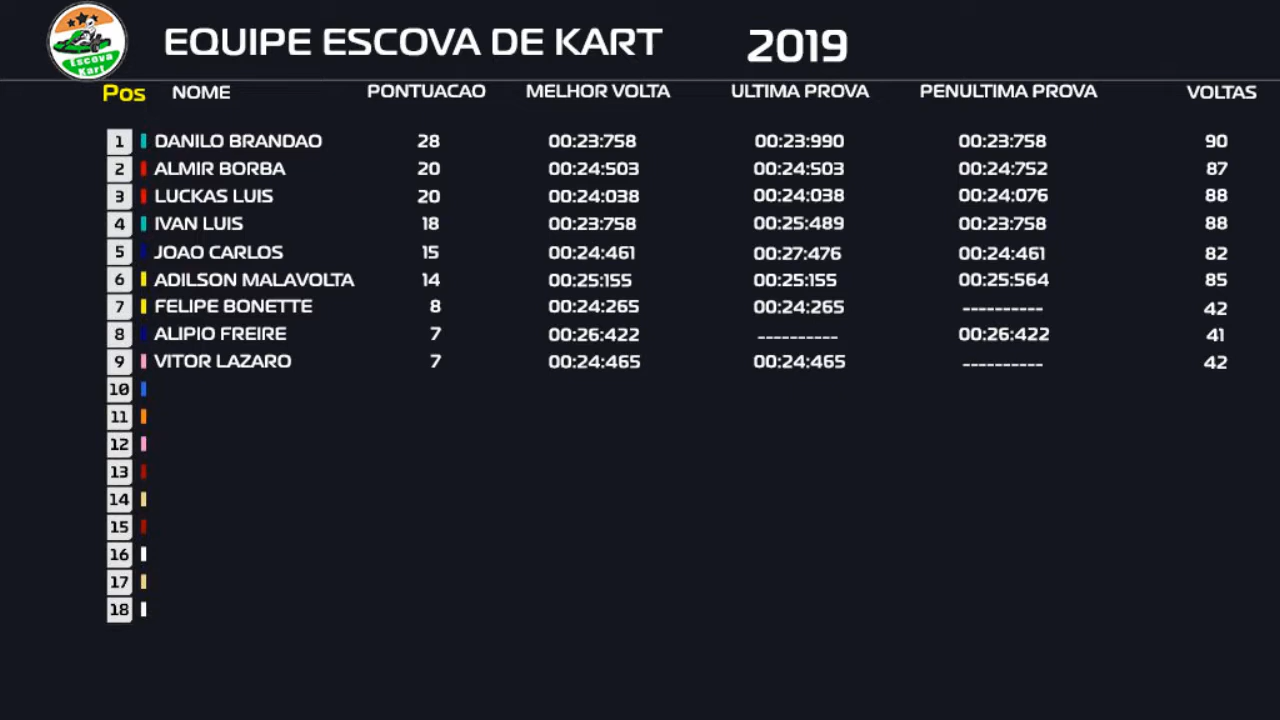 EQUIPE ESCOVA DE KART 2019
Escova
Kart
Pos NOME PONTUACAO MELHOR VOLTA ULTIMA PROVA PENULTIMA PROVA VOLTAS
1 DANILO BRANDAO 28 00:23:758 00:23:990 00:23:758 90
2 ALMIR BORBA 20 00:24:503 00:24:503 00:24:752 87
3 LUCKAS LUIS 20 00:24:038 00:24:038 00:24:076 88
4 IVAN LUIS 18 00:23:758 00:25:489 00:23:758 88
5 JOAO CARLOS 15 00:24:461 00:27:476 00:24:461 82
6 ADILSON MALAVOLTA 14 00:25:155 00:25:155 00:25:564 85
7 FELIPE BONETTE 8 00:24:265 00:24:265 ---------- 42
8 ALIPIO FREIRE 7 00:26:422 ---------- 00:26:422 41
9 VITOR LAZARO 7 00:24:465 00:24:465 ---------- 42
10
11
12
13
14
15
16
17
18